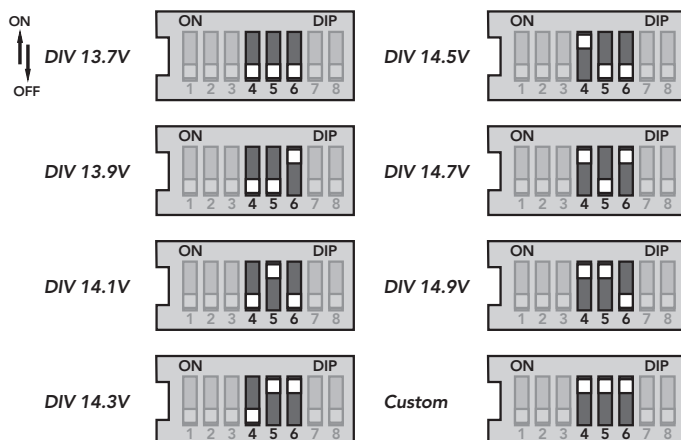 ON
OFF
DIV 13.7V
ON DIP
1 2 3 4 5 6 7 8
DIV 14.5V
ON DIP
1 2 3 4 5 6 7 8
DIV 13.9V
ON DIP
1 2 3 4 5 6 7 8
DIV 14.7V
ON DIP
1 2 3 4 5 6 7 8
DIV 14.1V
ON DIP
1 2 3 4 5 6 7 8
DIV 14.9V
ON DIP
1 2 3 4 5 6 7 8
DIV 14.3V
ON DIP
1 2 3 4 5 6 7 8
Custom
ON DIP
1 2 3 4 5 6 7 8